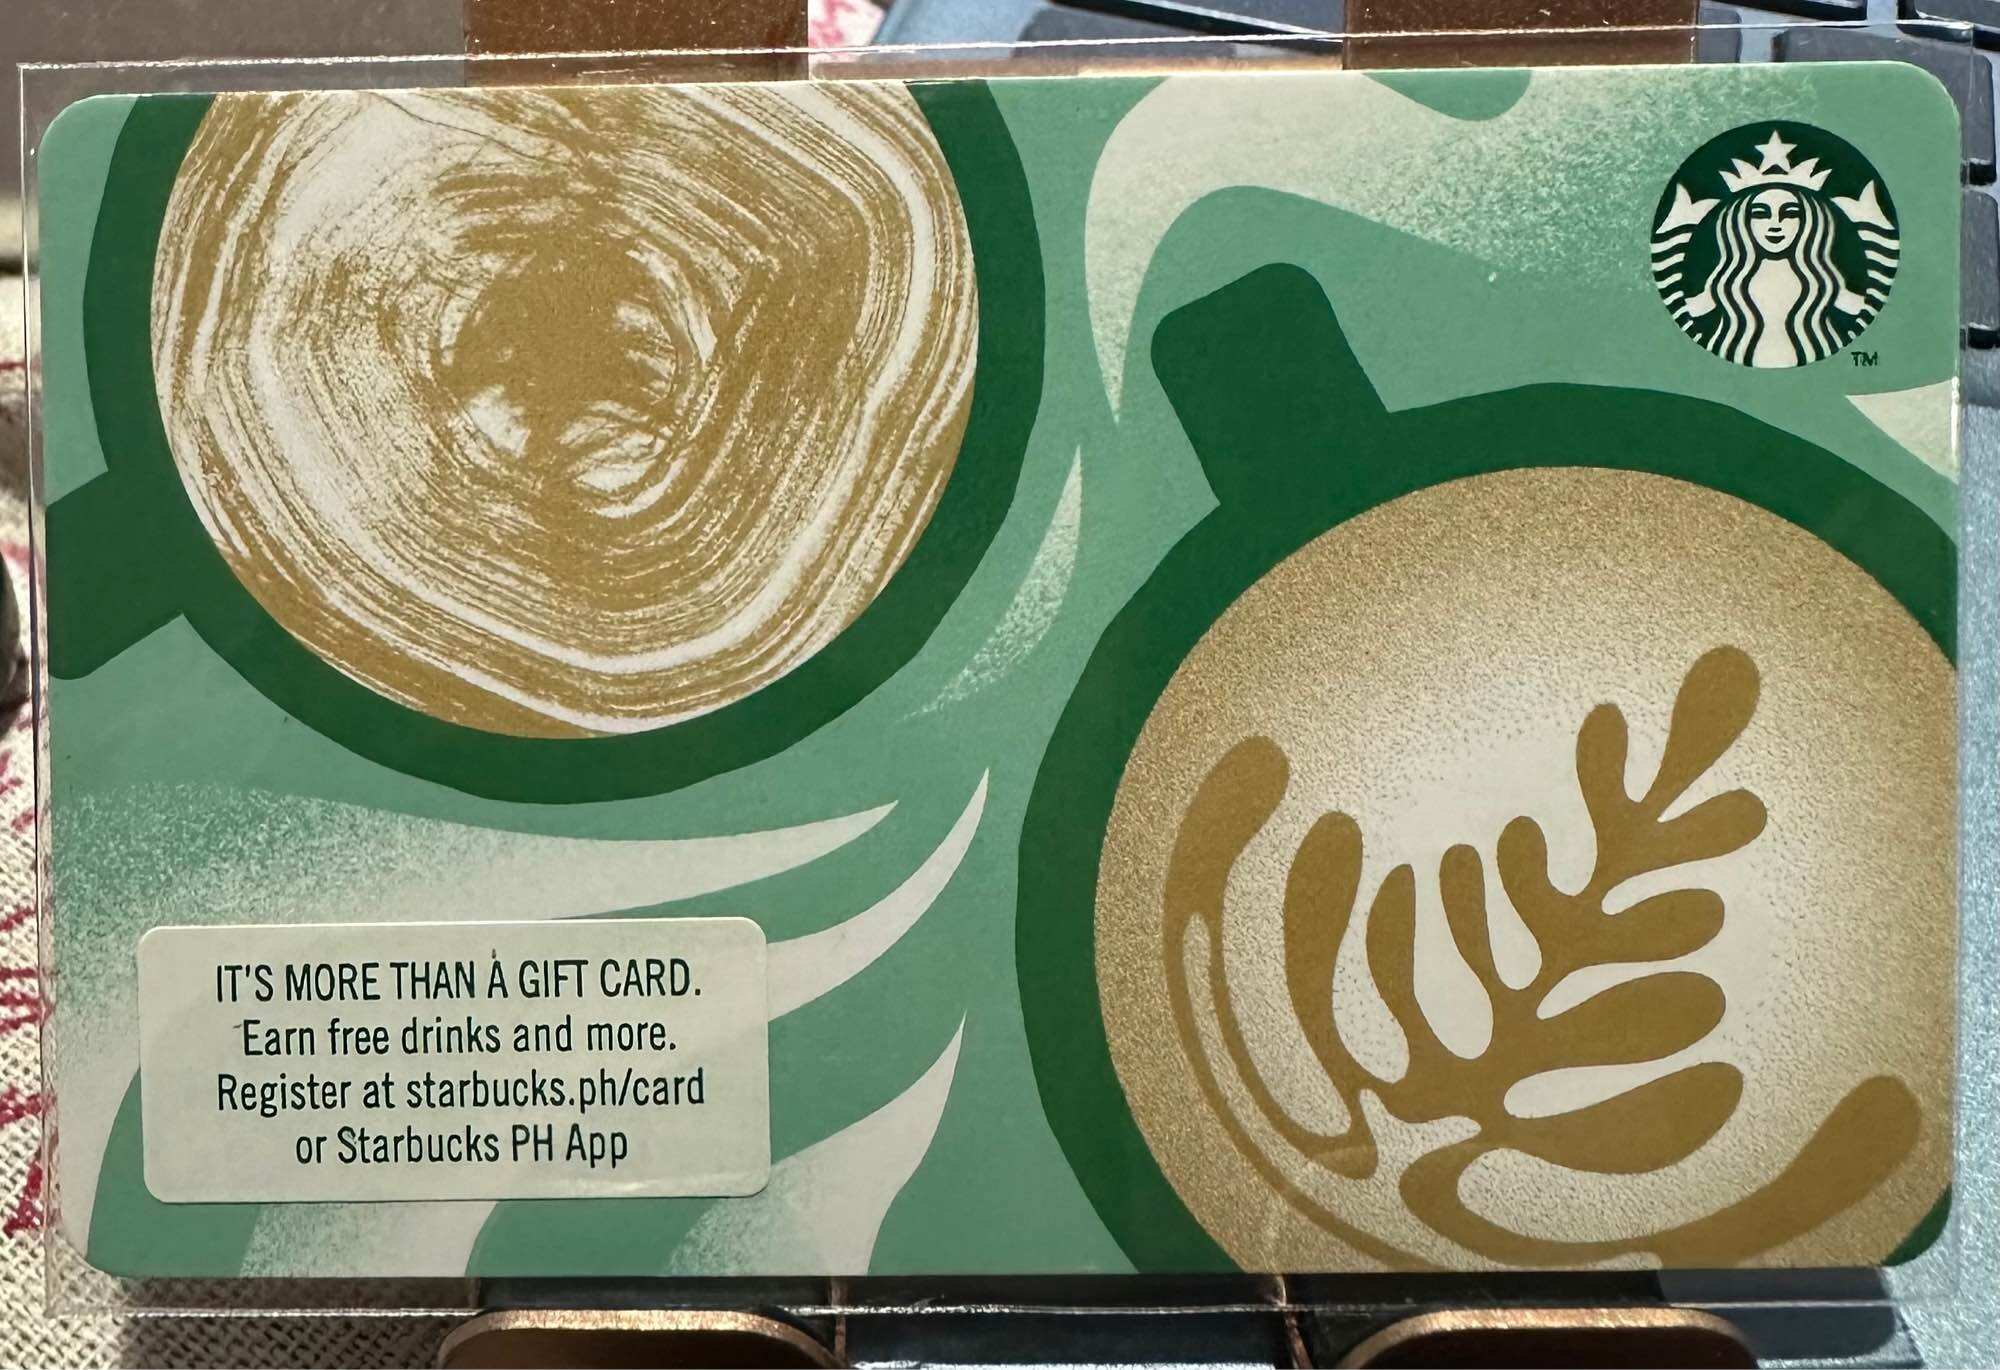 TM
IT'S MORE THAN A GIFT CARD.
Earn free drinks and more.
Register at starbucks.ph/card
or Starbucks PH App